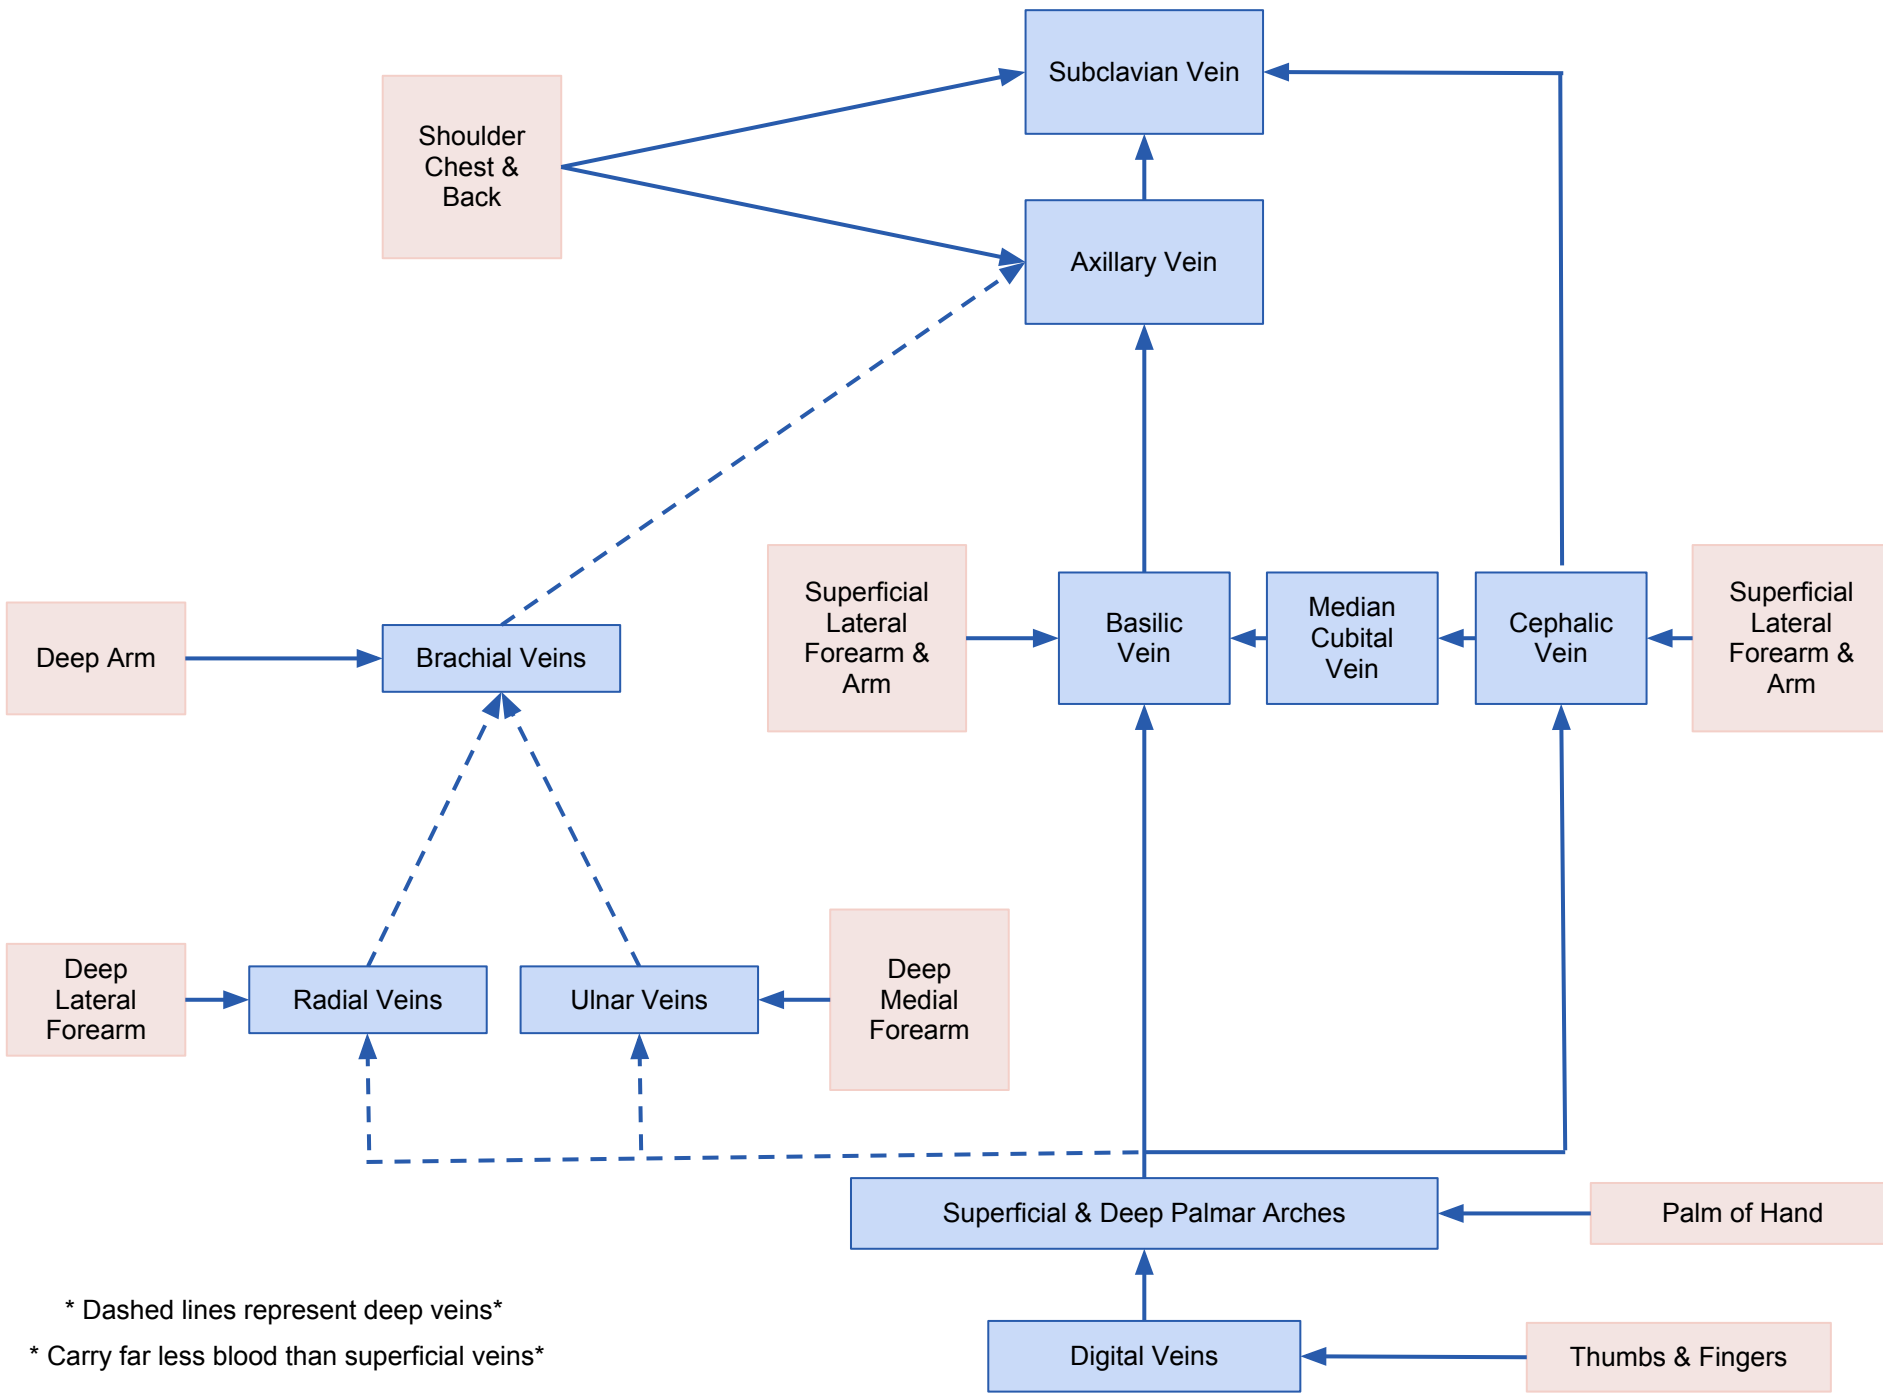 Subclavian Vein
Shoulder
Chest &
Back
Axillary Vein
Superficial
Lateral
Forearm &
Arm
Basilic
Vein
Median
Cubital
Vein
Cephalic
Vein
Superficial
Lateral
Forearm &
Arm
Deep Arm
Brachial Veins
Deep
Lateral
Forearm
Radial Veins
Ulnar Veins
Deep
Medial
Forearm
Superficial & Deep Palmar Arches
Palm of Hand
* Dashed lines represent deep veins*
* Carry far less blood than superficial veins*
Digital Veins
Thumbs & Fingers